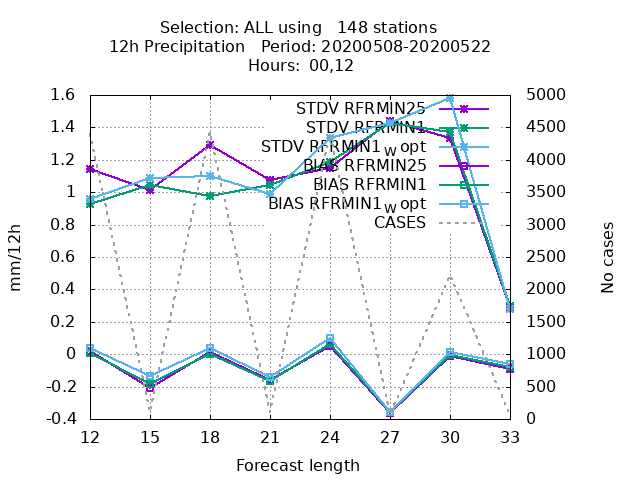 Selection: ALL using 148 stations
12h Precipitation Period: 20200508-20200522
Hours: 00,12
STDV RFRMIN25
STDV RFRMIN1
STDV RFRMIN1w opt
BIAS RFRMIN25
BIAS RFRMIN1
BIAS RFRMIN1w opt
CASES
1.6
1.4
1.2
1
0.8
0.6
0.4
0.2
0
-0.2
-0.4
mm/12h
5000
4500
4000
3500
3000
2500
2000
1500
1000
500
0
No cases
12 15 18 21 24 27 30 33
Forecast length